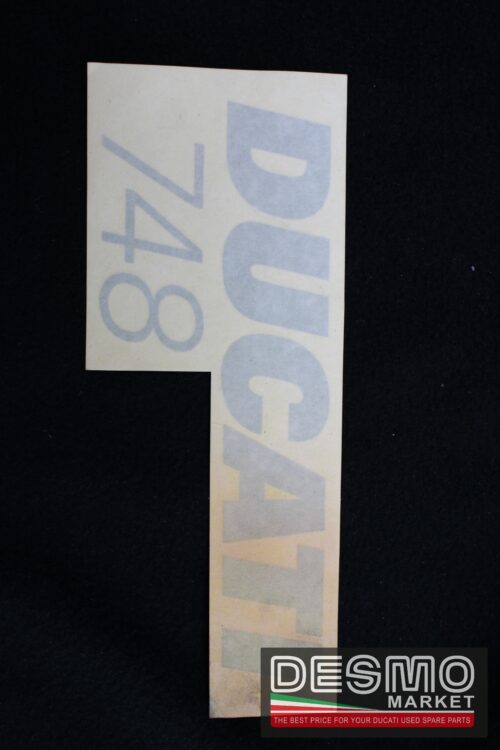 DUCATI
748
DESMO
MARKET
THE BEST PRICE FOR YOUR DUCATI USED SPARE PARTS